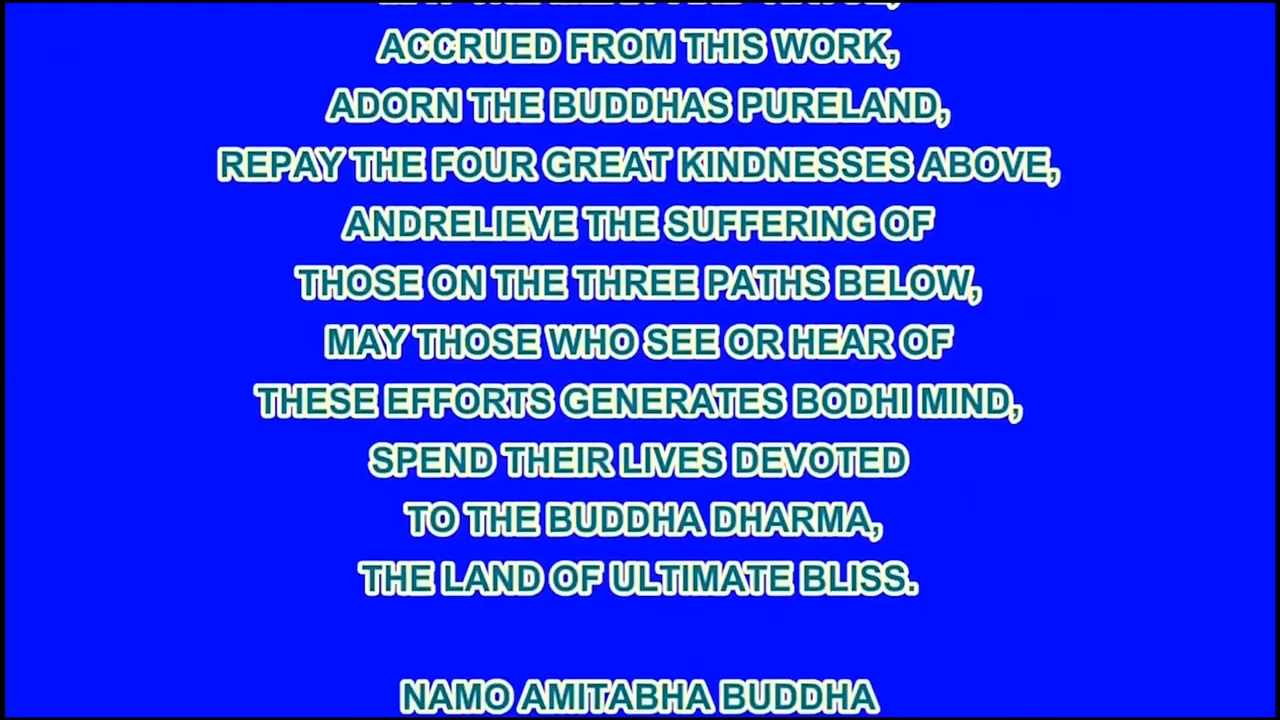 ACCRUED FROM THIS WORK,
ADORN THE BUDDHAS PURELAND,
REPAY THE FOUR GREAT KINDNESSES ABOVE,
ANDRELIEVE THE SUFFERING OF
THOSE ON THE THREE PATHS BELOW,
MAY THOSE WHO SEE OR HEAR OF
THESE EFFORTS GENERATES BODHI MIND,
SPEND THEIR LIVES DEVOTED
TO THE BUDDHA DHARMA,
THE LAND OF ULTIMATE BLISS.
NAMO AMITABHA BUDDHA